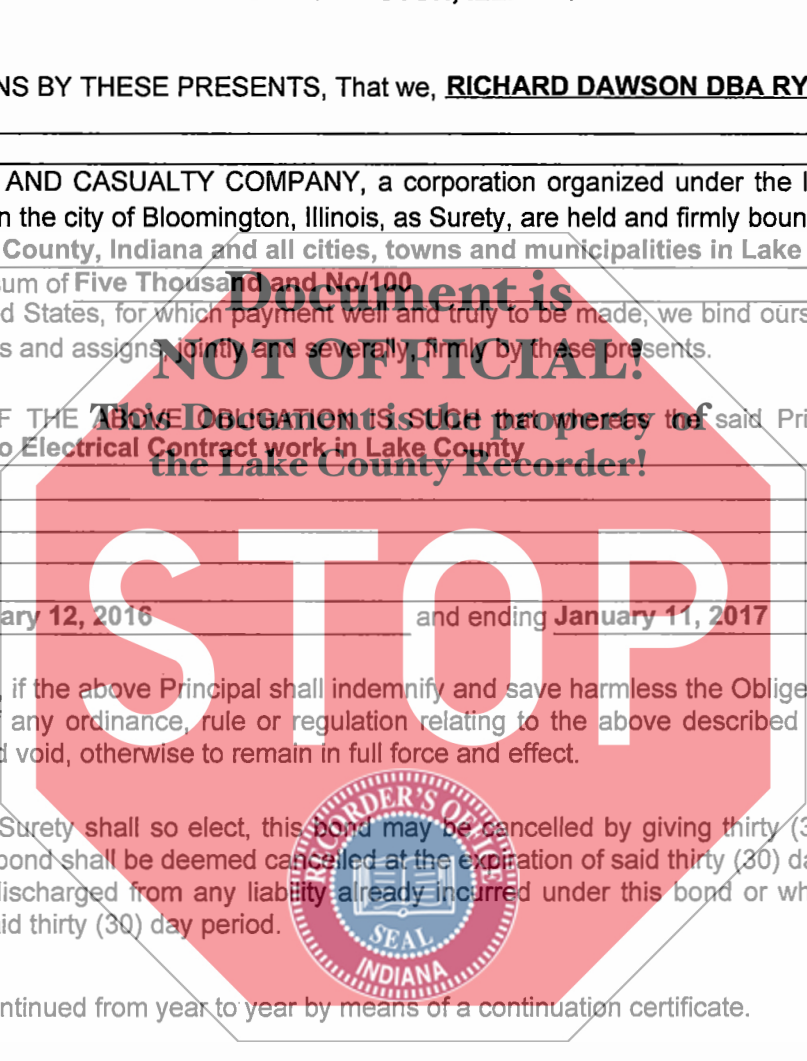 NS BY THESE PRESENTS, That we, RICHARD DAWSON DBA RY
AND CASUALTY COMPANY, a corporation organized under the
n the city of Bloomington, Illinois, as Surety, are held and firmly boun
County, Indiana and all cities, towns and municipalities in Lake
sum of Five Thousand and No/100
d States, for which payment well and truly to be made, we bind ours
s and assigns, jointly and severally, firmly by these presents.
F THE ABOVE OBLIGATION IS SUCH that whereas the said Pri
o Electrical Contract work in Lake County
ary 12, 2016 and ending January 11, 2017
, if the above Principal shall indemnify and save harmless the Oblige
f any ordinance, rule or regulation relating to the above described
d void, otherwise to remain in full force and effect.
Surety shall so elect, this bond may be cancelled by giving thirty (3
bond shall be deemed cancelled at the expiration of said thirty (30) da
discharged from any liability already incurred under this bond or wh
aid thirty (30) day period.
ntinued from year to year by means of a continuation certificate.
Document is
NOT OFFICIAL!
This Document is the property of
the Lake County Recorder!
STOP
RECORDER'S OFFICE
SEAL
INDIANA